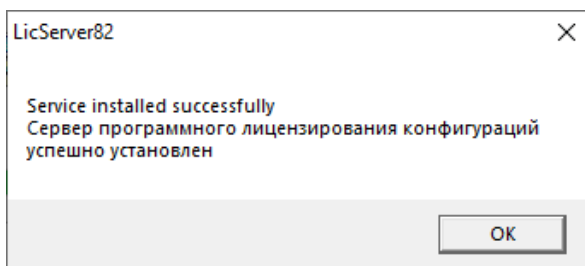 LicServer82
Service installed successfully
Сервер программного лицензирования конфигураций
успешно установлен
OK